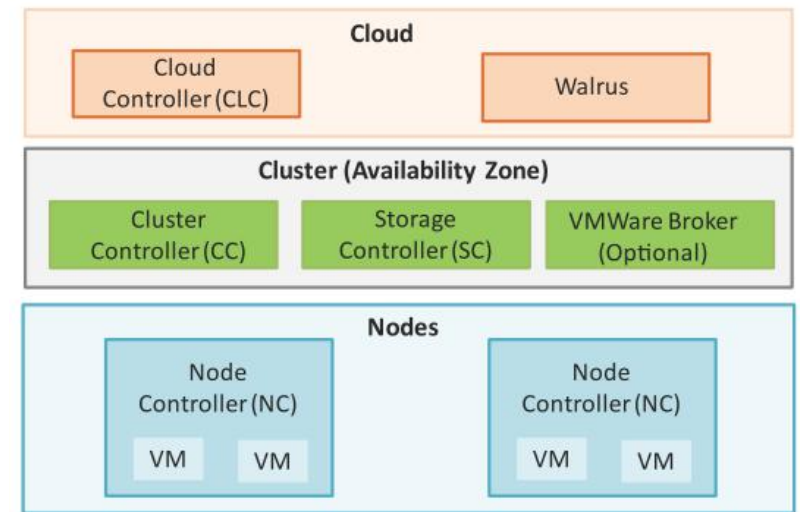 Cloud
Cloud
Controller (CLC)
Walrus
Cluster (Availability Zone)
Cluster
Controller (CC)
Storage
Controller (SC)
VMWare Broker
(Optional)
Nodes
Node
Controller (NC)
VM
VM
Node
Controller (NC)
VM
VM